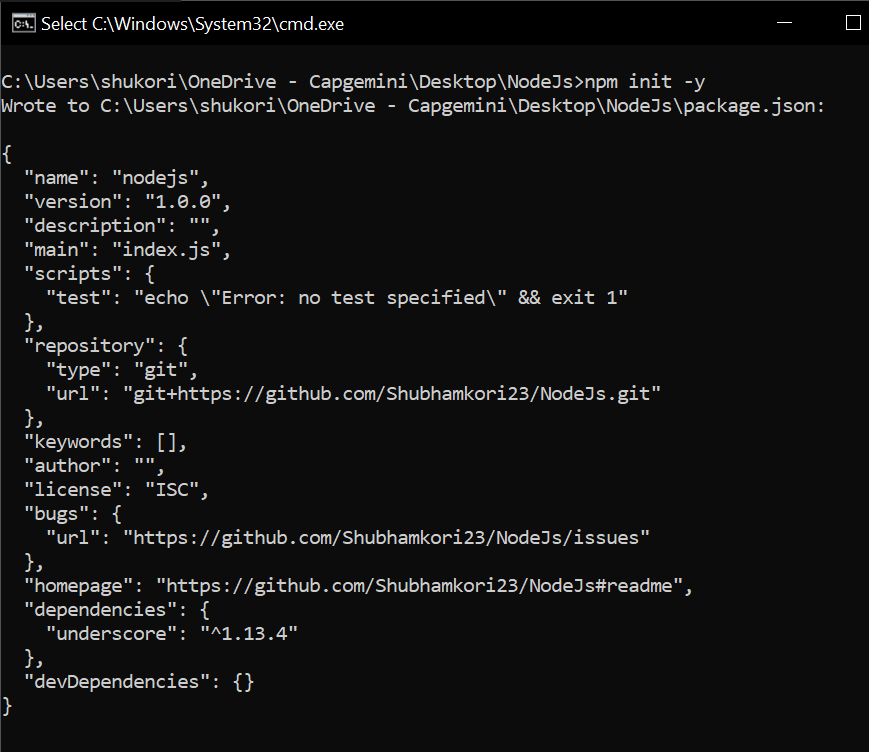 Select C:\Windows\System32\cmd.exe
C:\Users\shukori\OneDrive - Capgemini\Desktop\NodeJs>npm init -y
Wrote to C:\Users\shukori\OneDrive - Capgemini\Desktop\NodeJs\package.json:
{
  "name": "nodejs",
  "version": "1.0.0",
  "description": "",
  "main": "index.js",
  "scripts": {
    "test": "echo \"Error: no test specified\" && exit 1"
  },
  "repository": {
    "type": "git",
    "url": "git+https://github.com/Shubhamkori23/NodeJs.git"
  },
  "keywords": [],
  "author": "",
  "license": "ISC",
  "bugs": {
    "url": "https://github.com/Shubhamkori23/NodeJs/issues"
  },
  "homepage": "https://github.com/Shubhamkori23/NodeJs#readme",
  "dependencies": {
    "underscore": "^1.13.4"
  },
  "devDependencies": {}
}